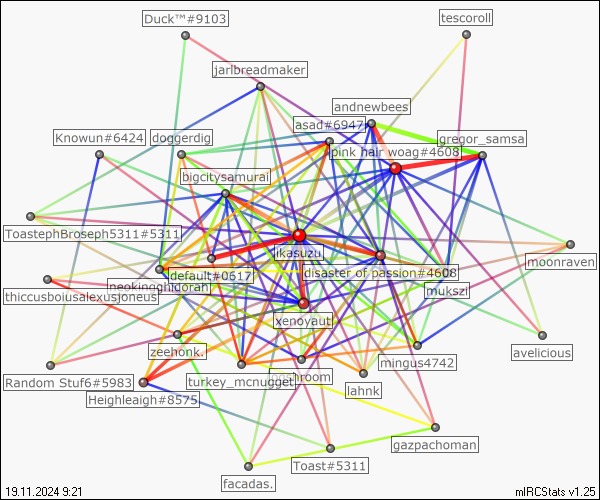 Duck™#9103
tescoroll
jarlbreadmaker
andnewbees
asad#6947
gregor_samsa
Knowun#6424
doggerdig
pink hair woag#4608
bigcitysamurai
ToastephBroseph5311#5311
ikasuzu.
moonraven
default#0617
disaster of passion#4608
neokingghidorah
mukszi
thiccusboiusalexusjoneus
xenoyaut
avelicious
zeehonk.
mingus4742
Random Stuf6#5983
turkey_mcnugget
lahnk
Heighleaigh#8575
gazpachoman
Toast#5311
facadas.
19.11.2024 9:21
mIRCStats v1.25